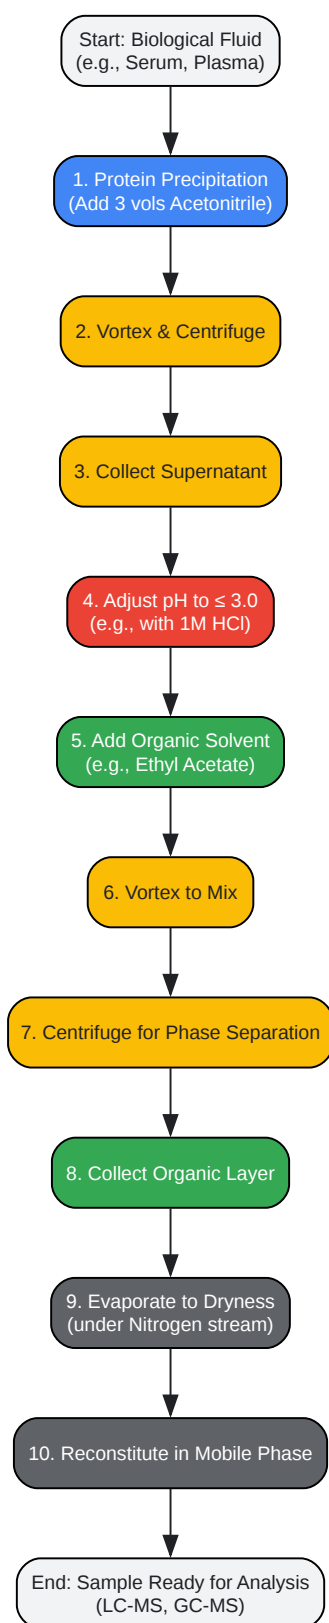 Start: Biological Fluid
(e.g., Serum, Plasma)
1. Protein Precipitation
(Add 3 vols Acetonitrile)
2. Vortex & Centrifuge
3. Collect Supernatant
4. Adjust pH to ≤ 3.0
(e.g., with 1M HCl)
5. Add Organic Solvent
(e.g., Ethyl Acetate)
6. Vortex to Mix
7. Centrifuge for Phase Separation
8. Collect Organic Layer
9. Evaporate to Dryness
(under Nitrogen stream)
10. Reconstitute in Mobile Phase
End: Sample Ready for Analysis
(LC-MS, GC-MS)